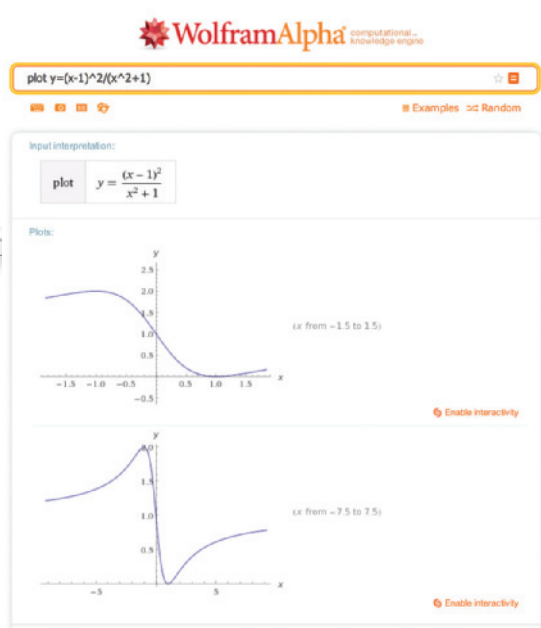 WolframAlpha computational... knowledge engine
plot y=(x-1)^2/(x^2+1)
Examples Random
Input interpretation:
plot y = (x − 1)² / x² + 1
Plots:
y
2.5
2.0
1.5
1.0
0.5
−1.5 −1.0 −0.5 0.5 1.0 1.5 x
−0.5
(x from −1.5 to 1.5)
Enable interactivity
y
2.0
1.5
1.0
0.5
−5 5 x
(x from −7.5 to 7.5)
Enable interactivity